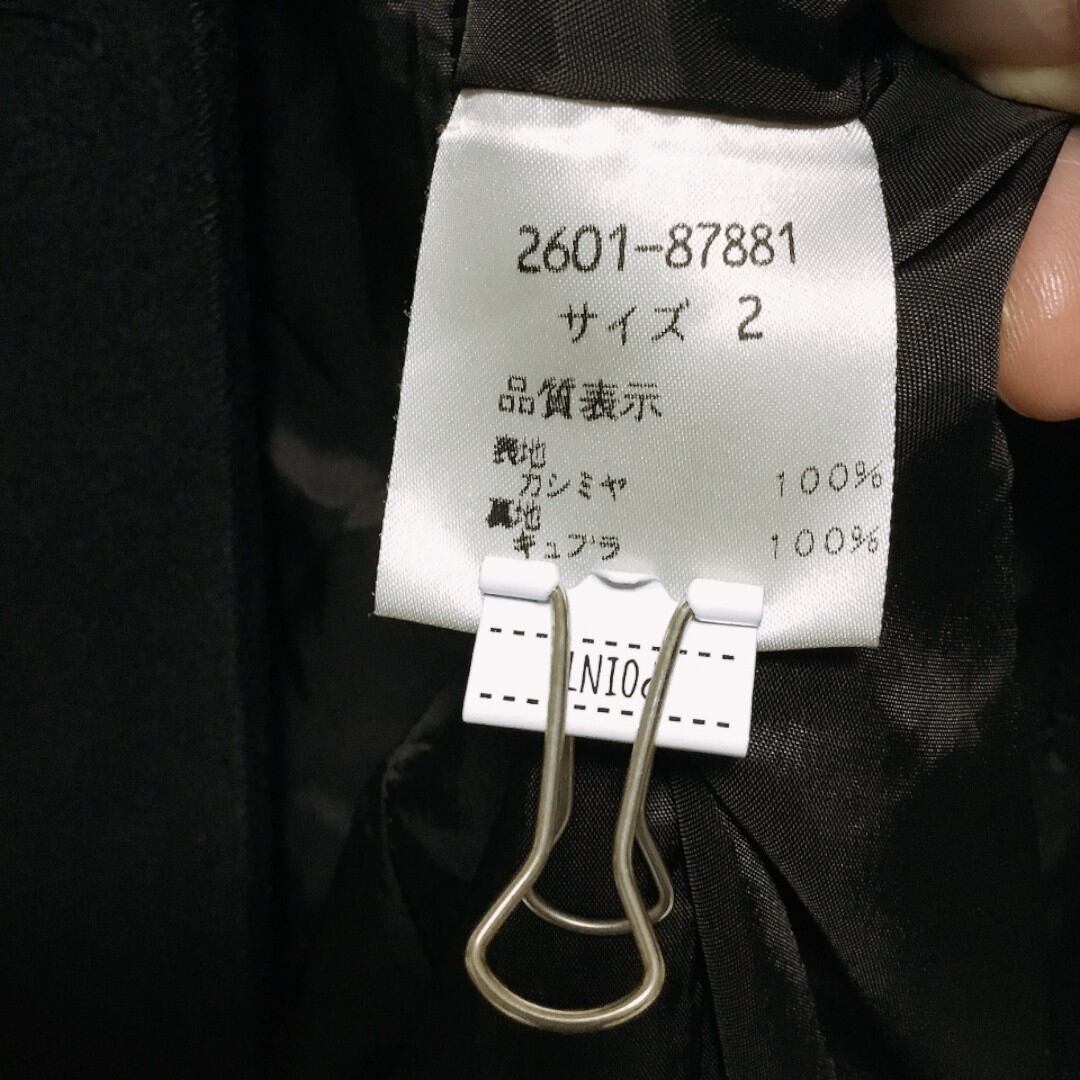 2601-87881
サイズ 2
品質表示
表地
カシミヤ 100%
裏地
キュプラ 100%
POINT